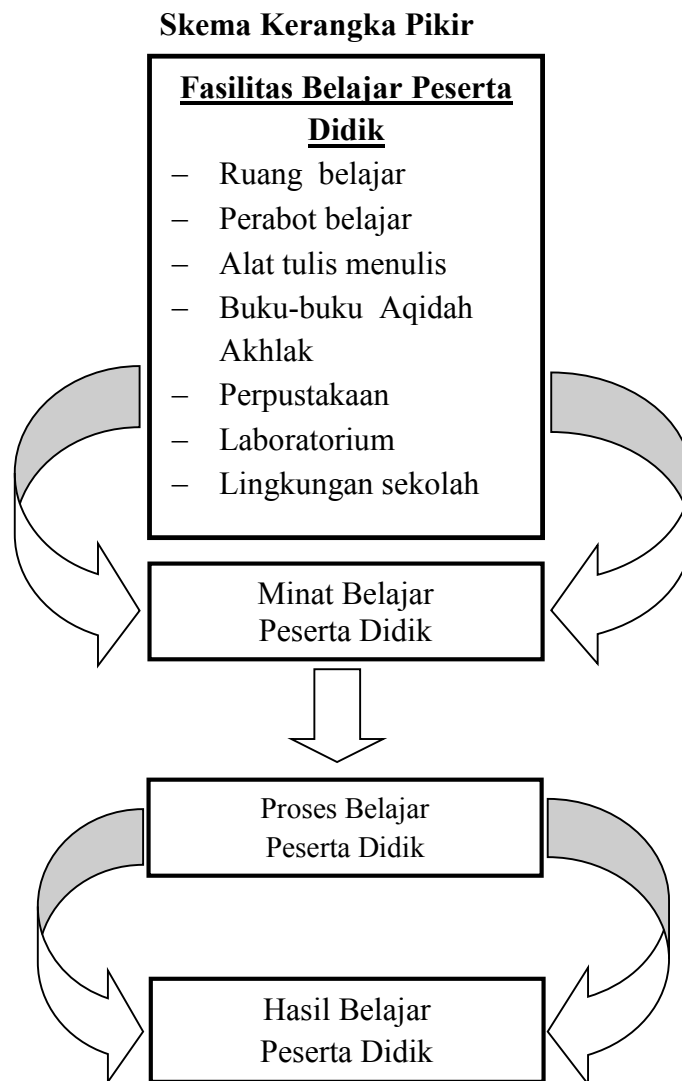 Skema Kerangka Pikir
Fasilitas Belajar Peserta
Didik
– Ruang belajar
– Perabot belajar
– Alat tulis menulis
– Buku-buku Aqidah
Akhlak
– Perpustakaan
– Laboratorium
– Lingkungan sekolah
Minat Belajar
Peserta Didik
Proses Belajar
Peserta Didik
Hasil Belajar
Peserta Didik